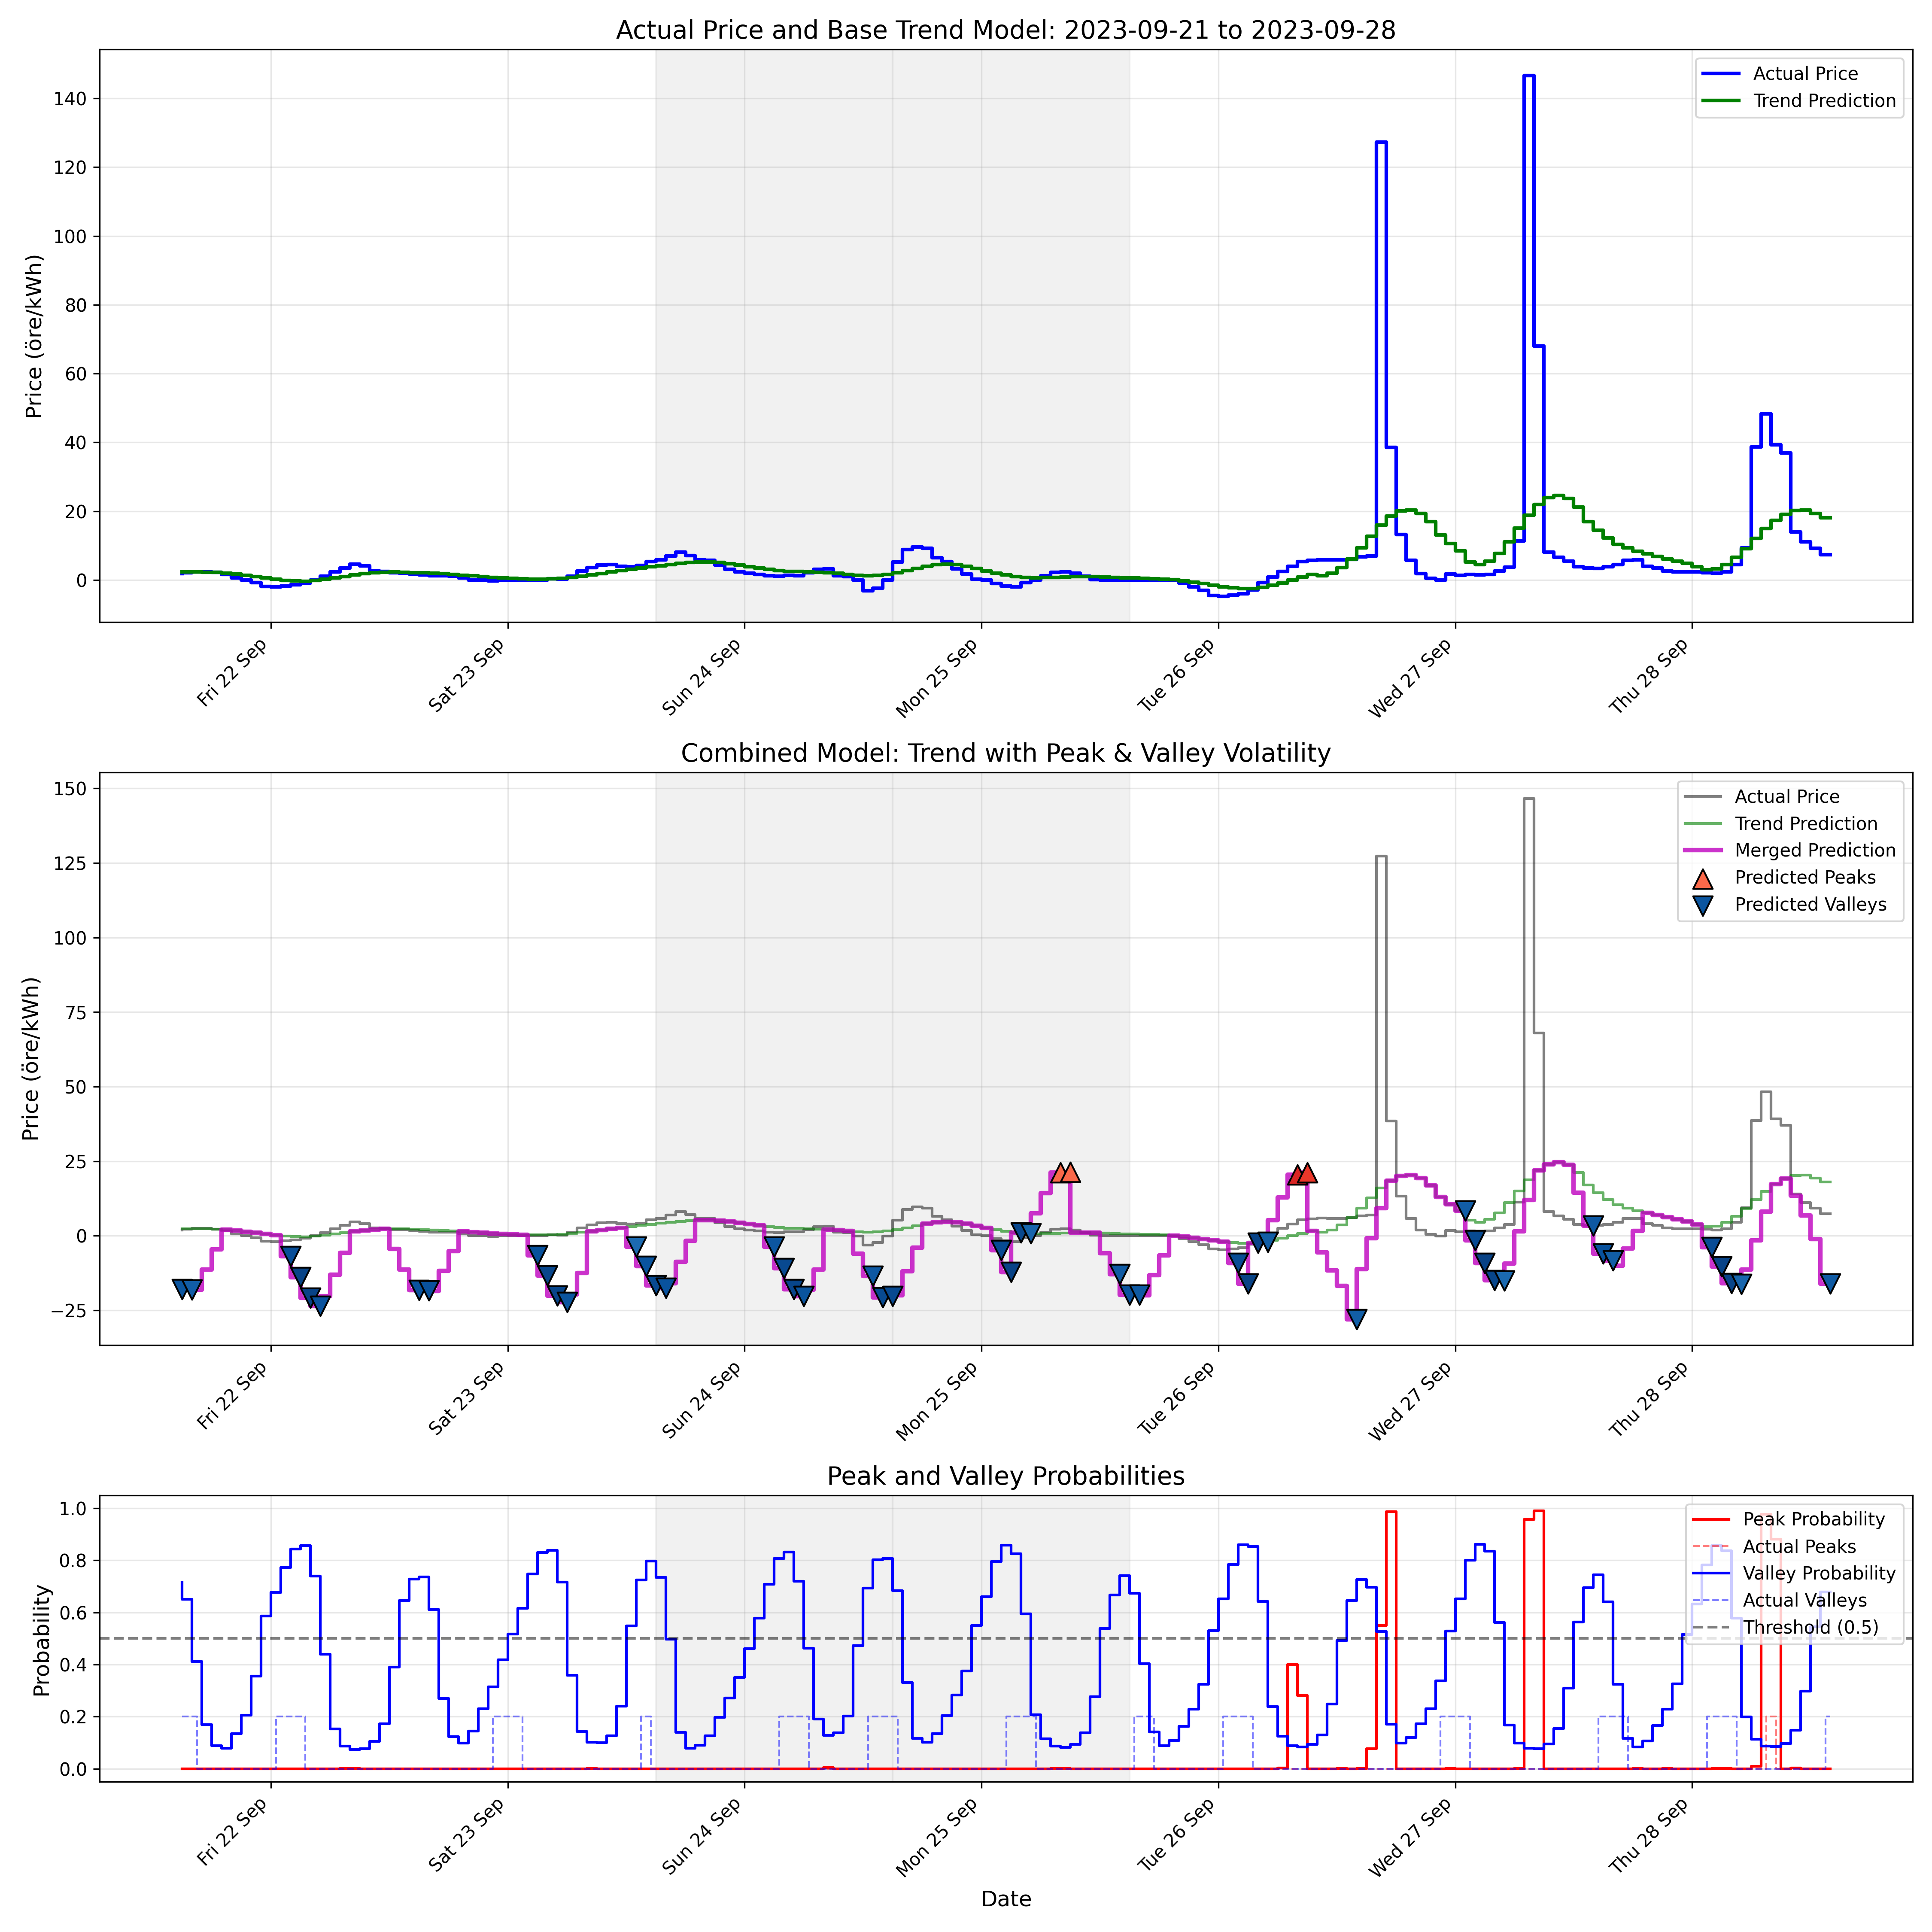 Actual Price and Base Trend Model: 2023-09-21 to 2023-09-28
Price (öre/kWh)
140
120
100
80
60
40
20
0
Actual Price
Trend Prediction
Fri 22 Sep
Sat 23 Sep
Sun 24 Sep
Mon 25 Sep
Tue 26 Sep
Wed 27 Sep
Thu 28 Sep
Combined Model: Trend with Peak & Valley Volatility
Price (öre/kWh)
150
125
100
75
50
25
0
−25
Actual Price
Trend Prediction
Merged Prediction
Predicted Peaks
Predicted Valleys
Fri 22 Sep
Sat 23 Sep
Sun 24 Sep
Mon 25 Sep
Tue 26 Sep
Wed 27 Sep
Thu 28 Sep
Peak and Valley Probabilities
Probability
1.0
0.8
0.6
0.4
0.2
0.0
Peak Probability
Actual Peaks
Valley Probability
Actual Valleys
Threshold (0.5)
Fri 22 Sep
Sat 23 Sep
Sun 24 Sep
Mon 25 Sep
Tue 26 Sep
Wed 27 Sep
Thu 28 Sep
Date